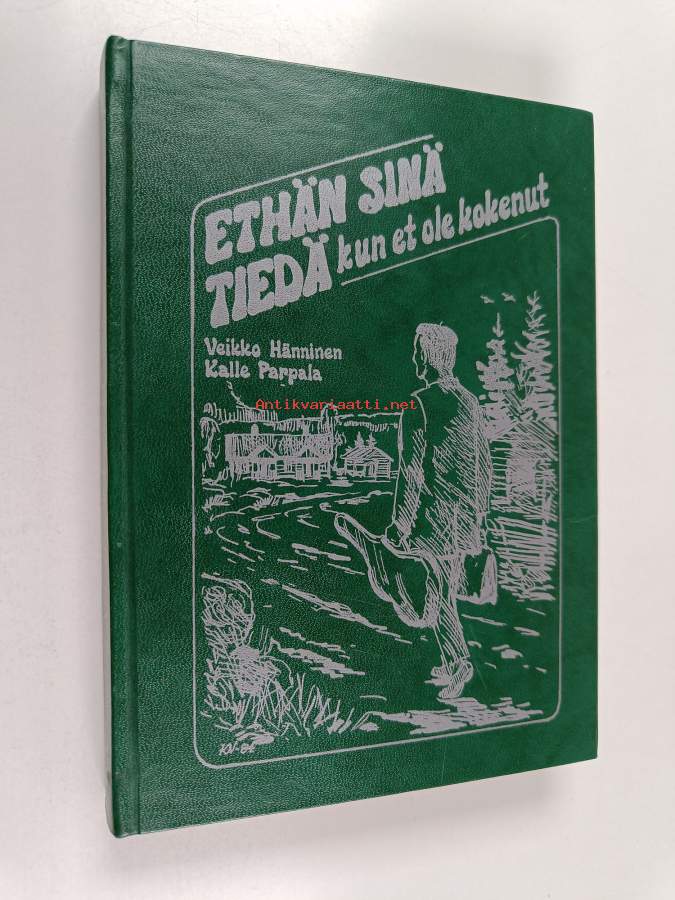 ETHÄN SINÄ
TIEDÄ kun et ole kokenut
Veikko Hänninen
Kalle Parpala
Antikvariaatti.net